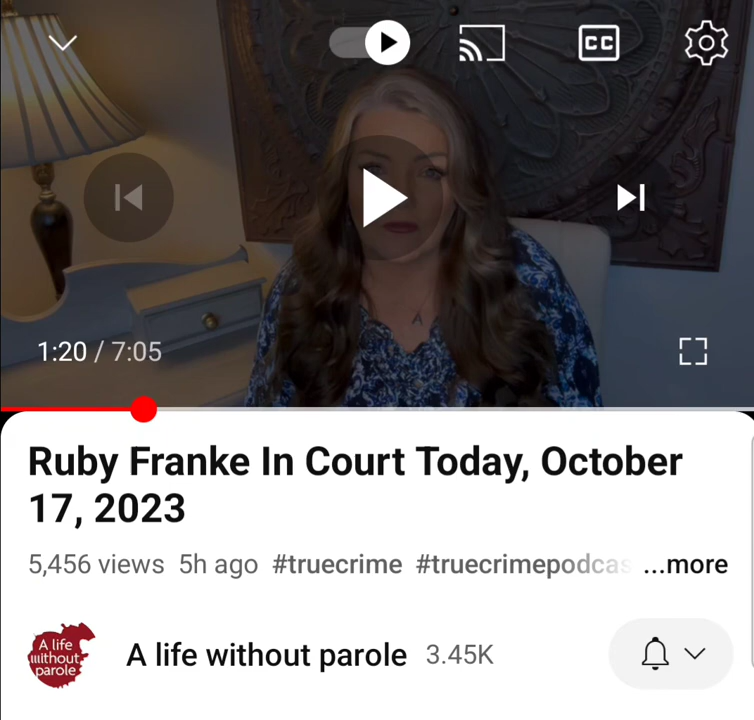 CC
1:20 / 7:05
Ruby Franke In Court Today, October
17, 2023
5,456 views 5h ago #truecrime #truecrimepodcas ...more
A life
without
parole
A life without parole 3.45K